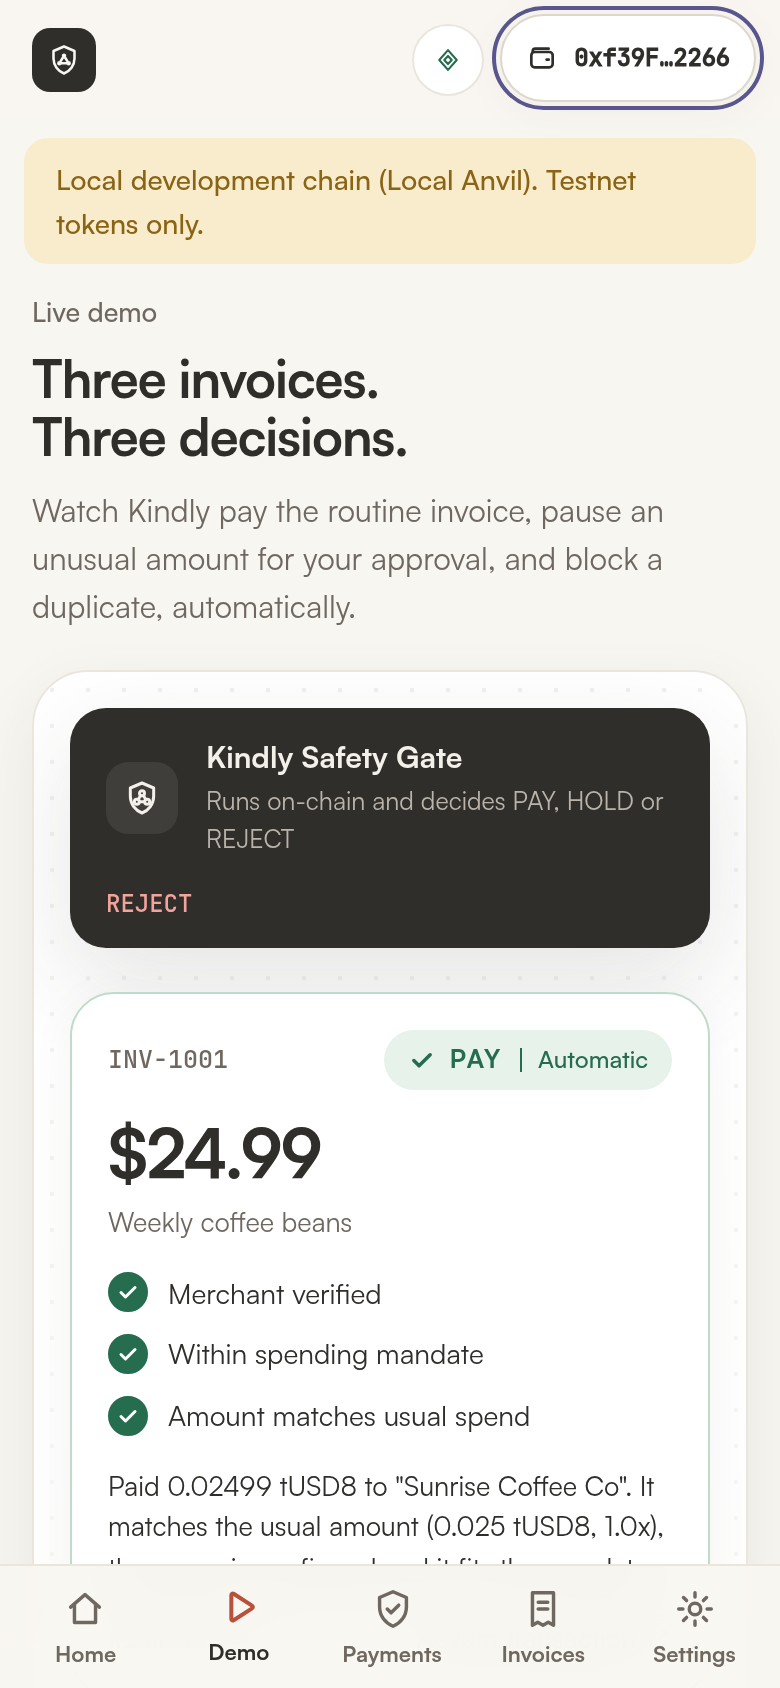 0xf39F…2266
Local development chain (Local Anvil). Testnet
tokens only.
Live demo
Three invoices.
Three decisions.
Watch Kindly pay the routine invoice, pause an
unusual amount for your approval, and block a
duplicate, automatically.
Kindly Safety Gate
Runs on-chain and decides PAY, HOLD or
REJECT
REJECT
INV-1001
PAY | Automatic
$24.99
Weekly coffee beans
Merchant verified
Within spending mandate
Amount matches usual spend
Paid 0.02499 tUSD8 to "Sunrise Coffee Co". It
matches the usual amount (0.025 tUSD8, 1.0x),
Home
Demo
Payments
Invoices
Settings